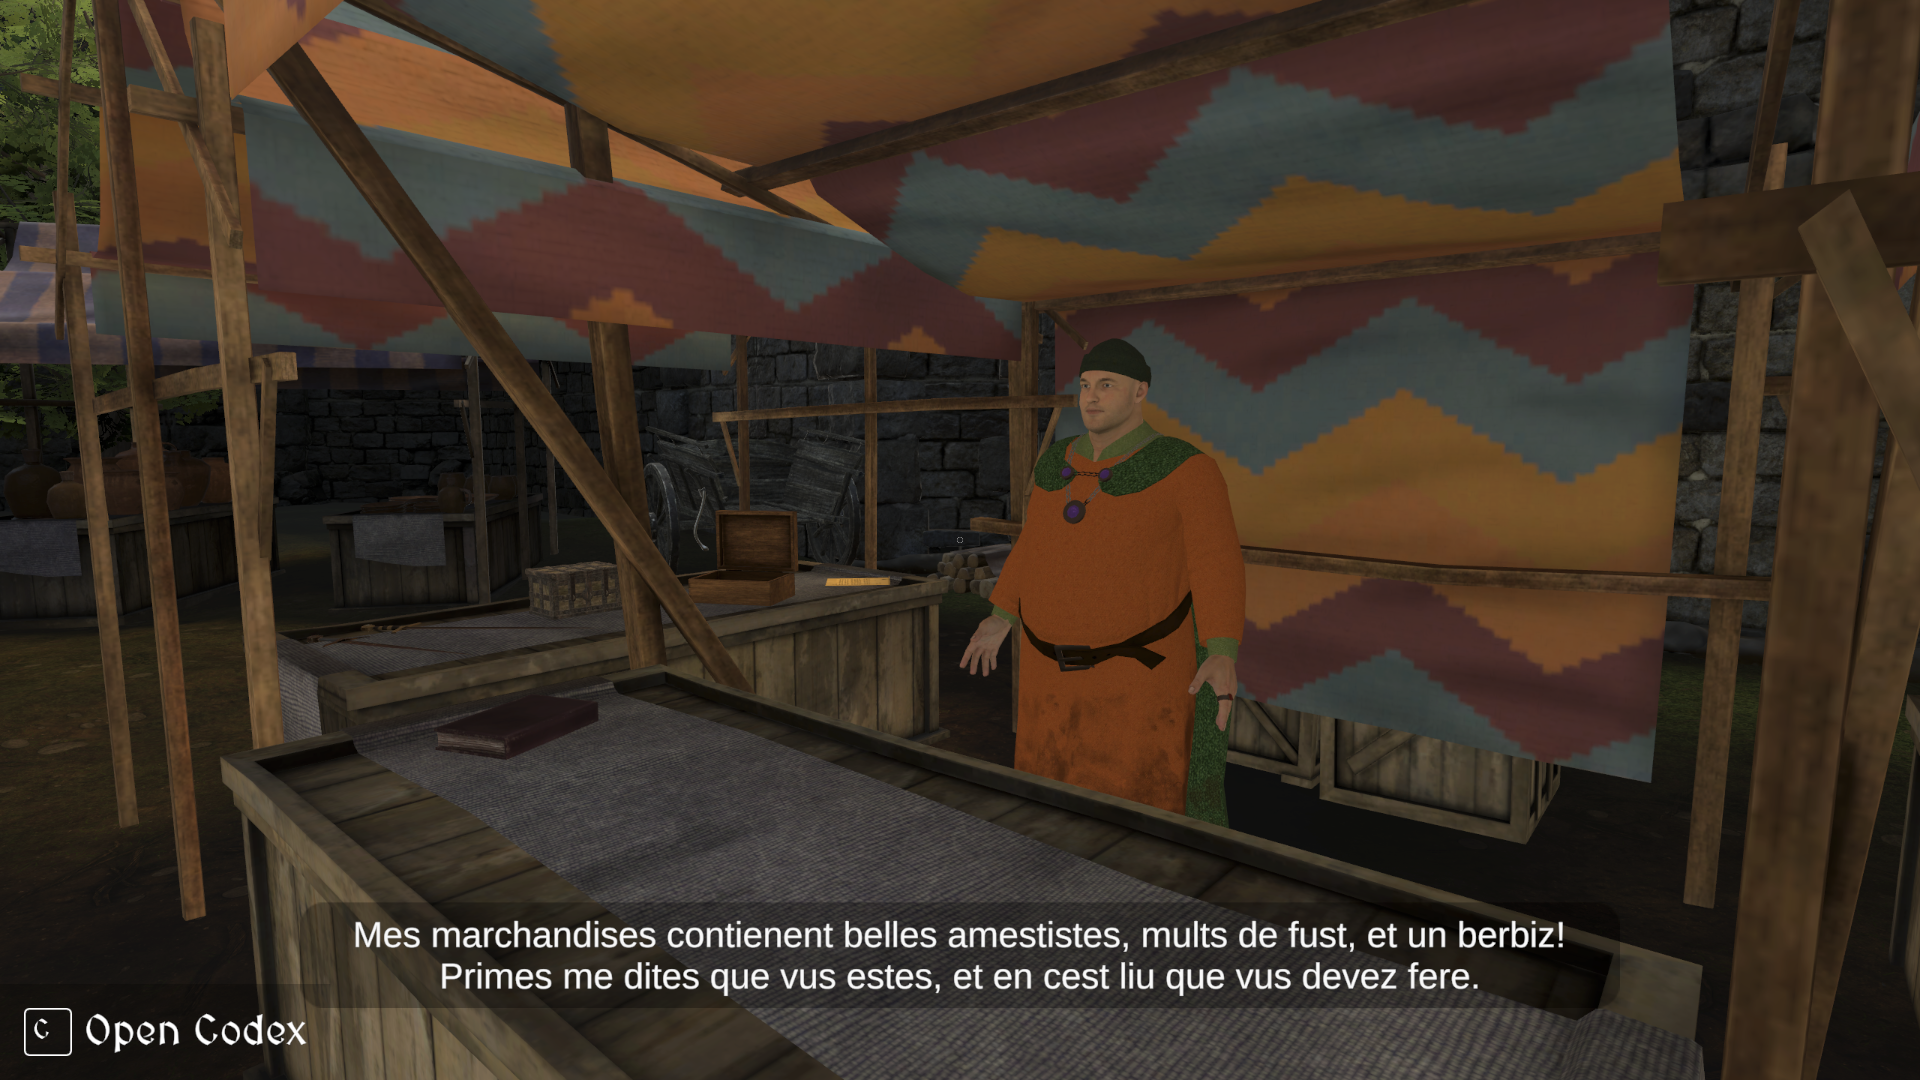 Mes marchandises contienent belles amestistes, mults de fust, et un berbiz!
Primes me dites que vus estes, et en cest liu que vus devez fere.
C Open Codex